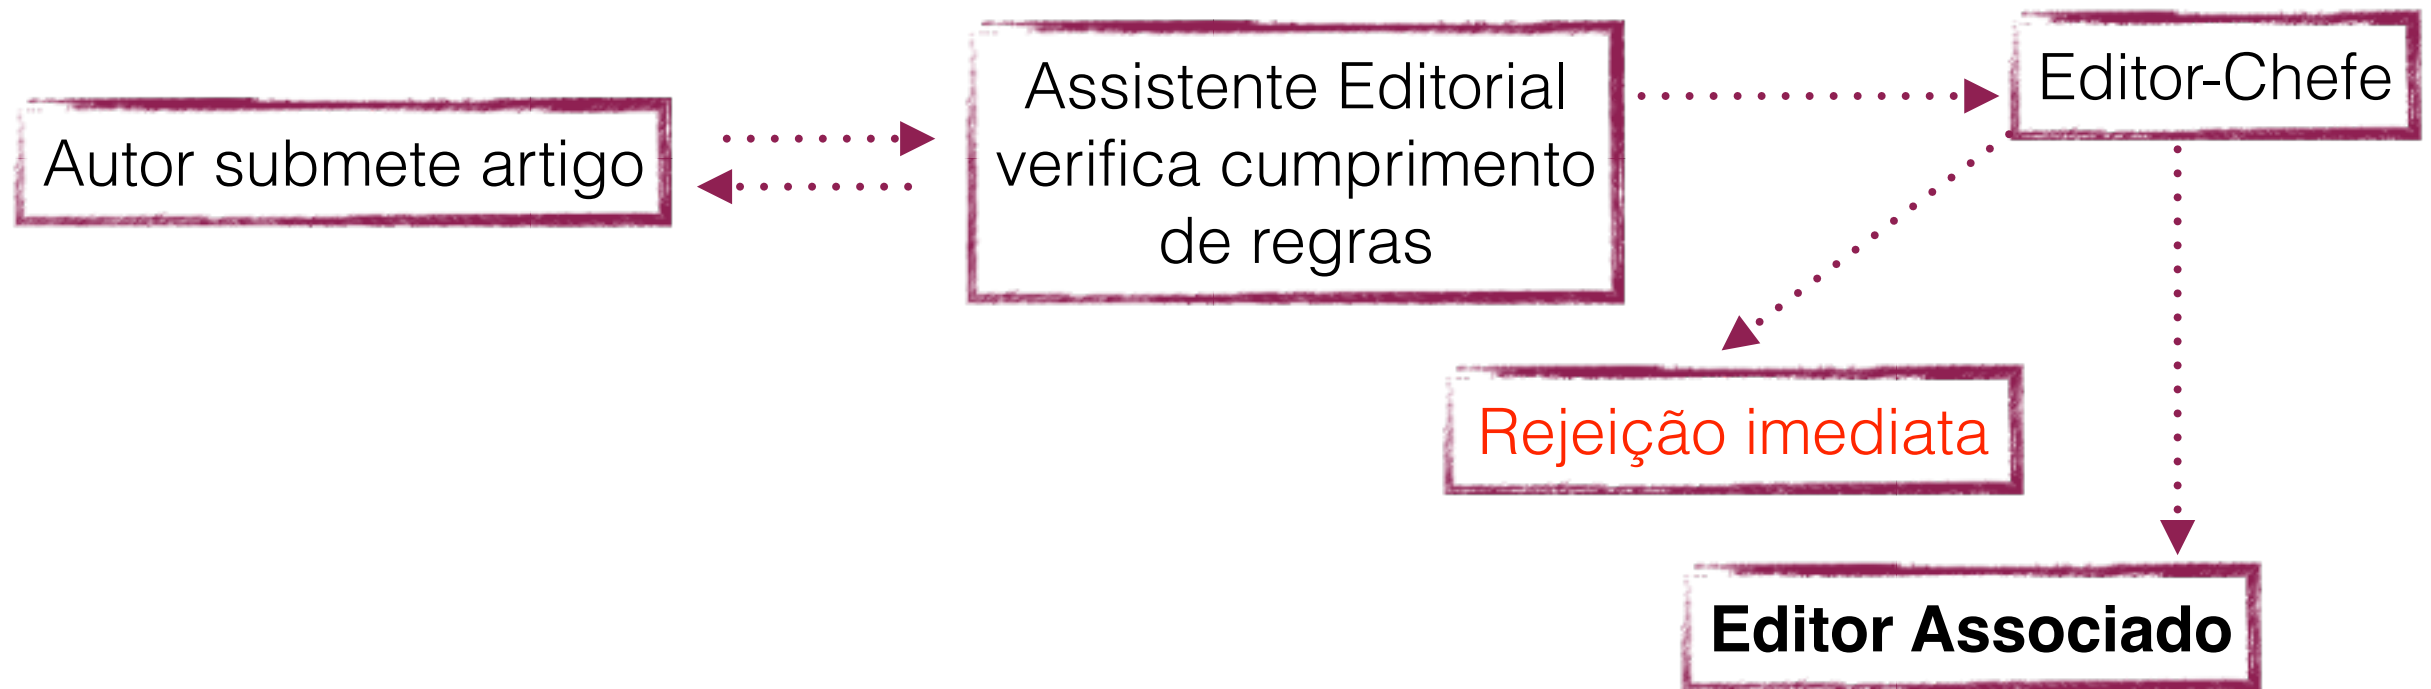 Autor submete artigo
Assistente Editorial
verifica cumprimento
de regras
Editor-Chefe
Rejeição imediata
Editor Associado